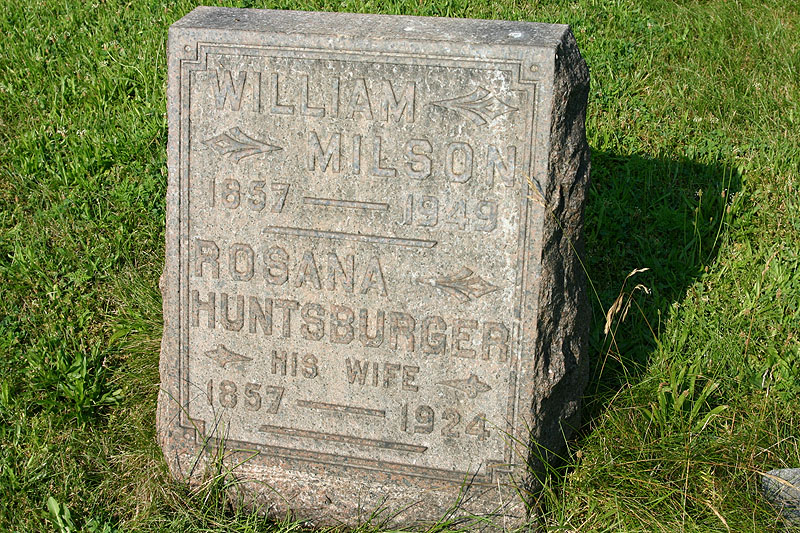 WILLIAM
MILSON
1857 — 1949
ROSANA
HUNTSBURGER
HIS WIFE
1857 — 1924